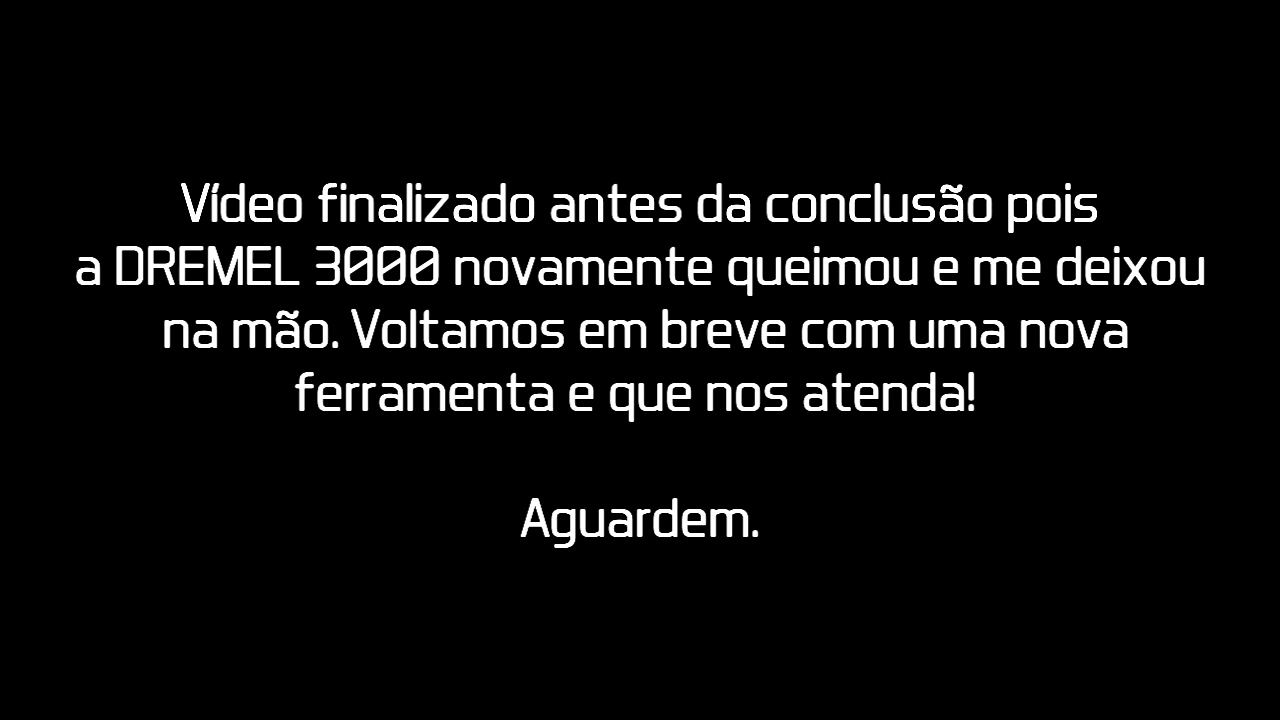 Vídeo finalizado antes da conclusão pois
a DREMEL 3000 novamente queimou e me deixou
na mão. Voltamos em breve com uma nova
ferramenta e que nos atenda!
Aguardem.